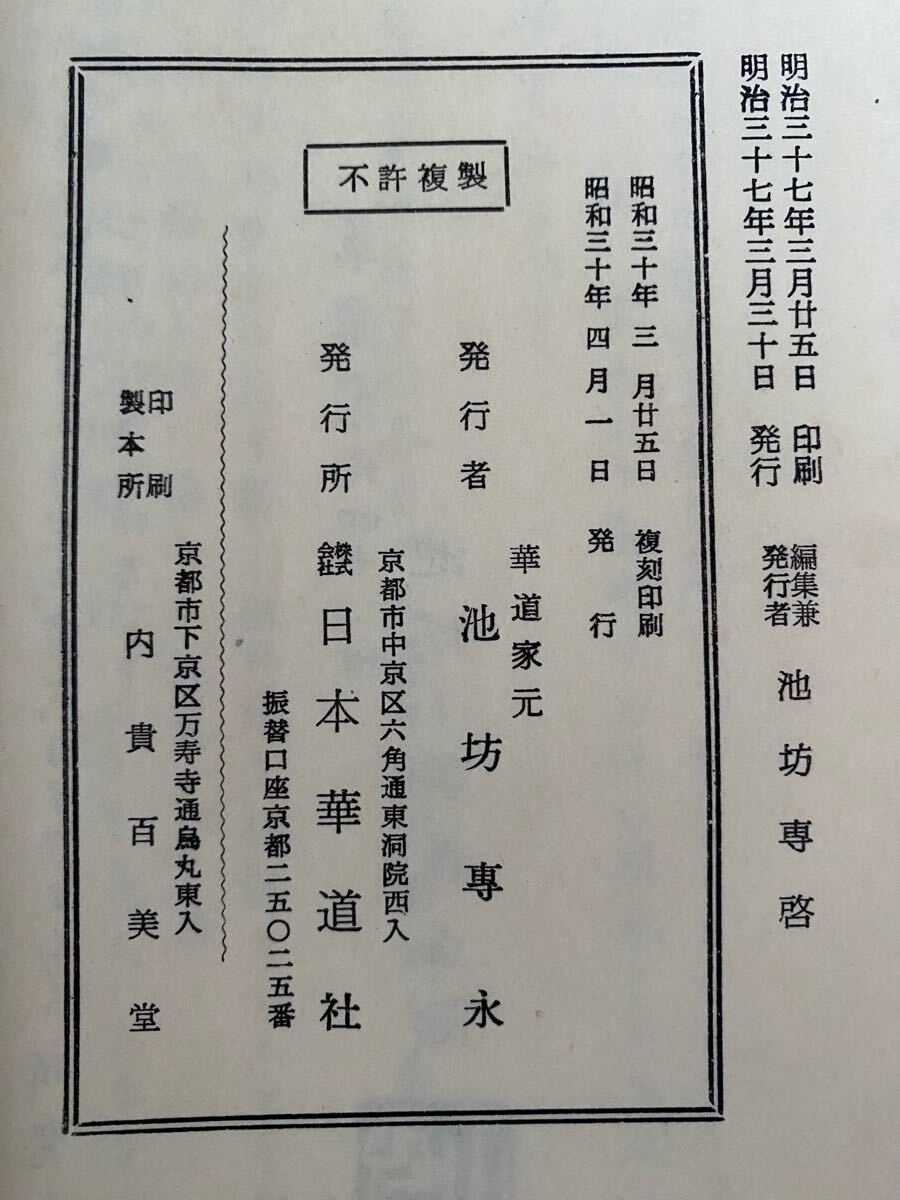 明治三十七年三月廿五日 印刷
明治三十七年三月三十日 発行
編集兼
発行者
池坊専啓
昭和三十年三月廿五日 複刻印刷
昭和三十年四月一日 発行
不許複製
華道家元
発行者 池坊專永
京都市中京区六角通東洞院西入
発行所 株式会社 日本華道社
振替口座京都二五〇二五番
京都市下京区万寿寺通烏丸東入
印刷
製本所
内貴百美堂